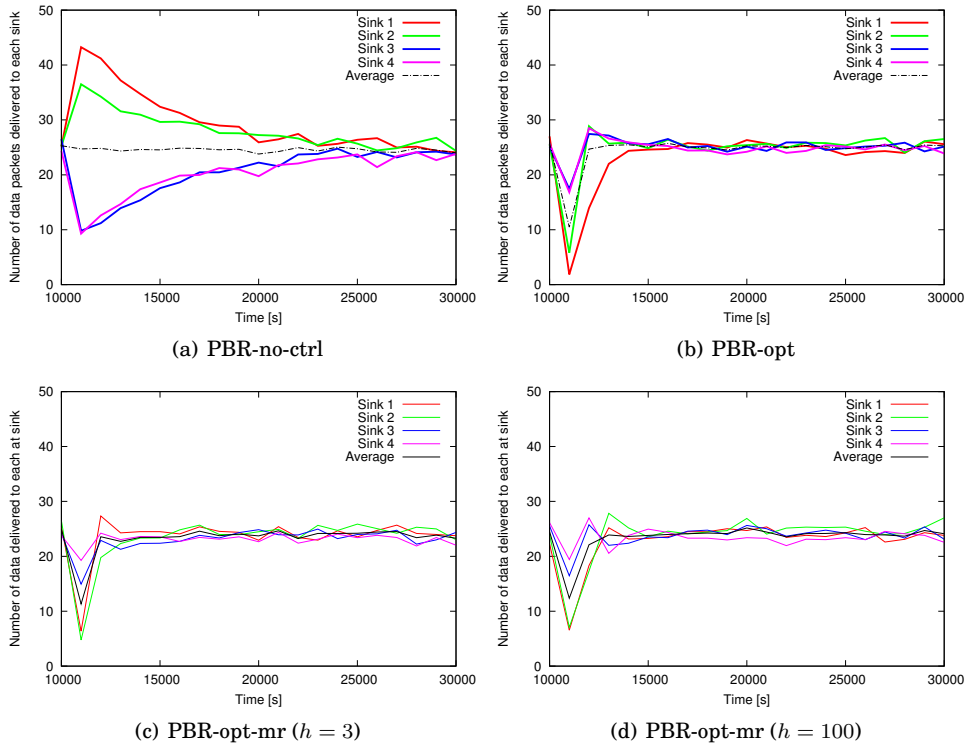 Number of data packets delivered to each sink
50
40
30
20
10
0
10000 15000 20000 25000 30000
Time [s]
Sink 1
Sink 2
Sink 3
Sink 4
Average
(a) PBR-no-ctrl
Number of data packets delivered to each sink
50
40
30
20
10
0
10000 15000 20000 25000 30000
Time [s]
Sink 1
Sink 2
Sink 3
Sink 4
Average
(b) PBR-opt
Number of data delivered to each at sink
50
40
30
20
10
0
10000 15000 20000 25000 30000
Time [s]
Sink 1
Sink 2
Sink 3
Sink 4
Average
(c) PBR-opt-mr (h = 3)
Number of data packets delivered to each at sink
50
40
30
20
10
0
10000 15000 20000 25000 30000
Time [s]
Sink 1
Sink 2
Sink 3
Sink 4
Average
(d) PBR-opt-mr (h = 100)